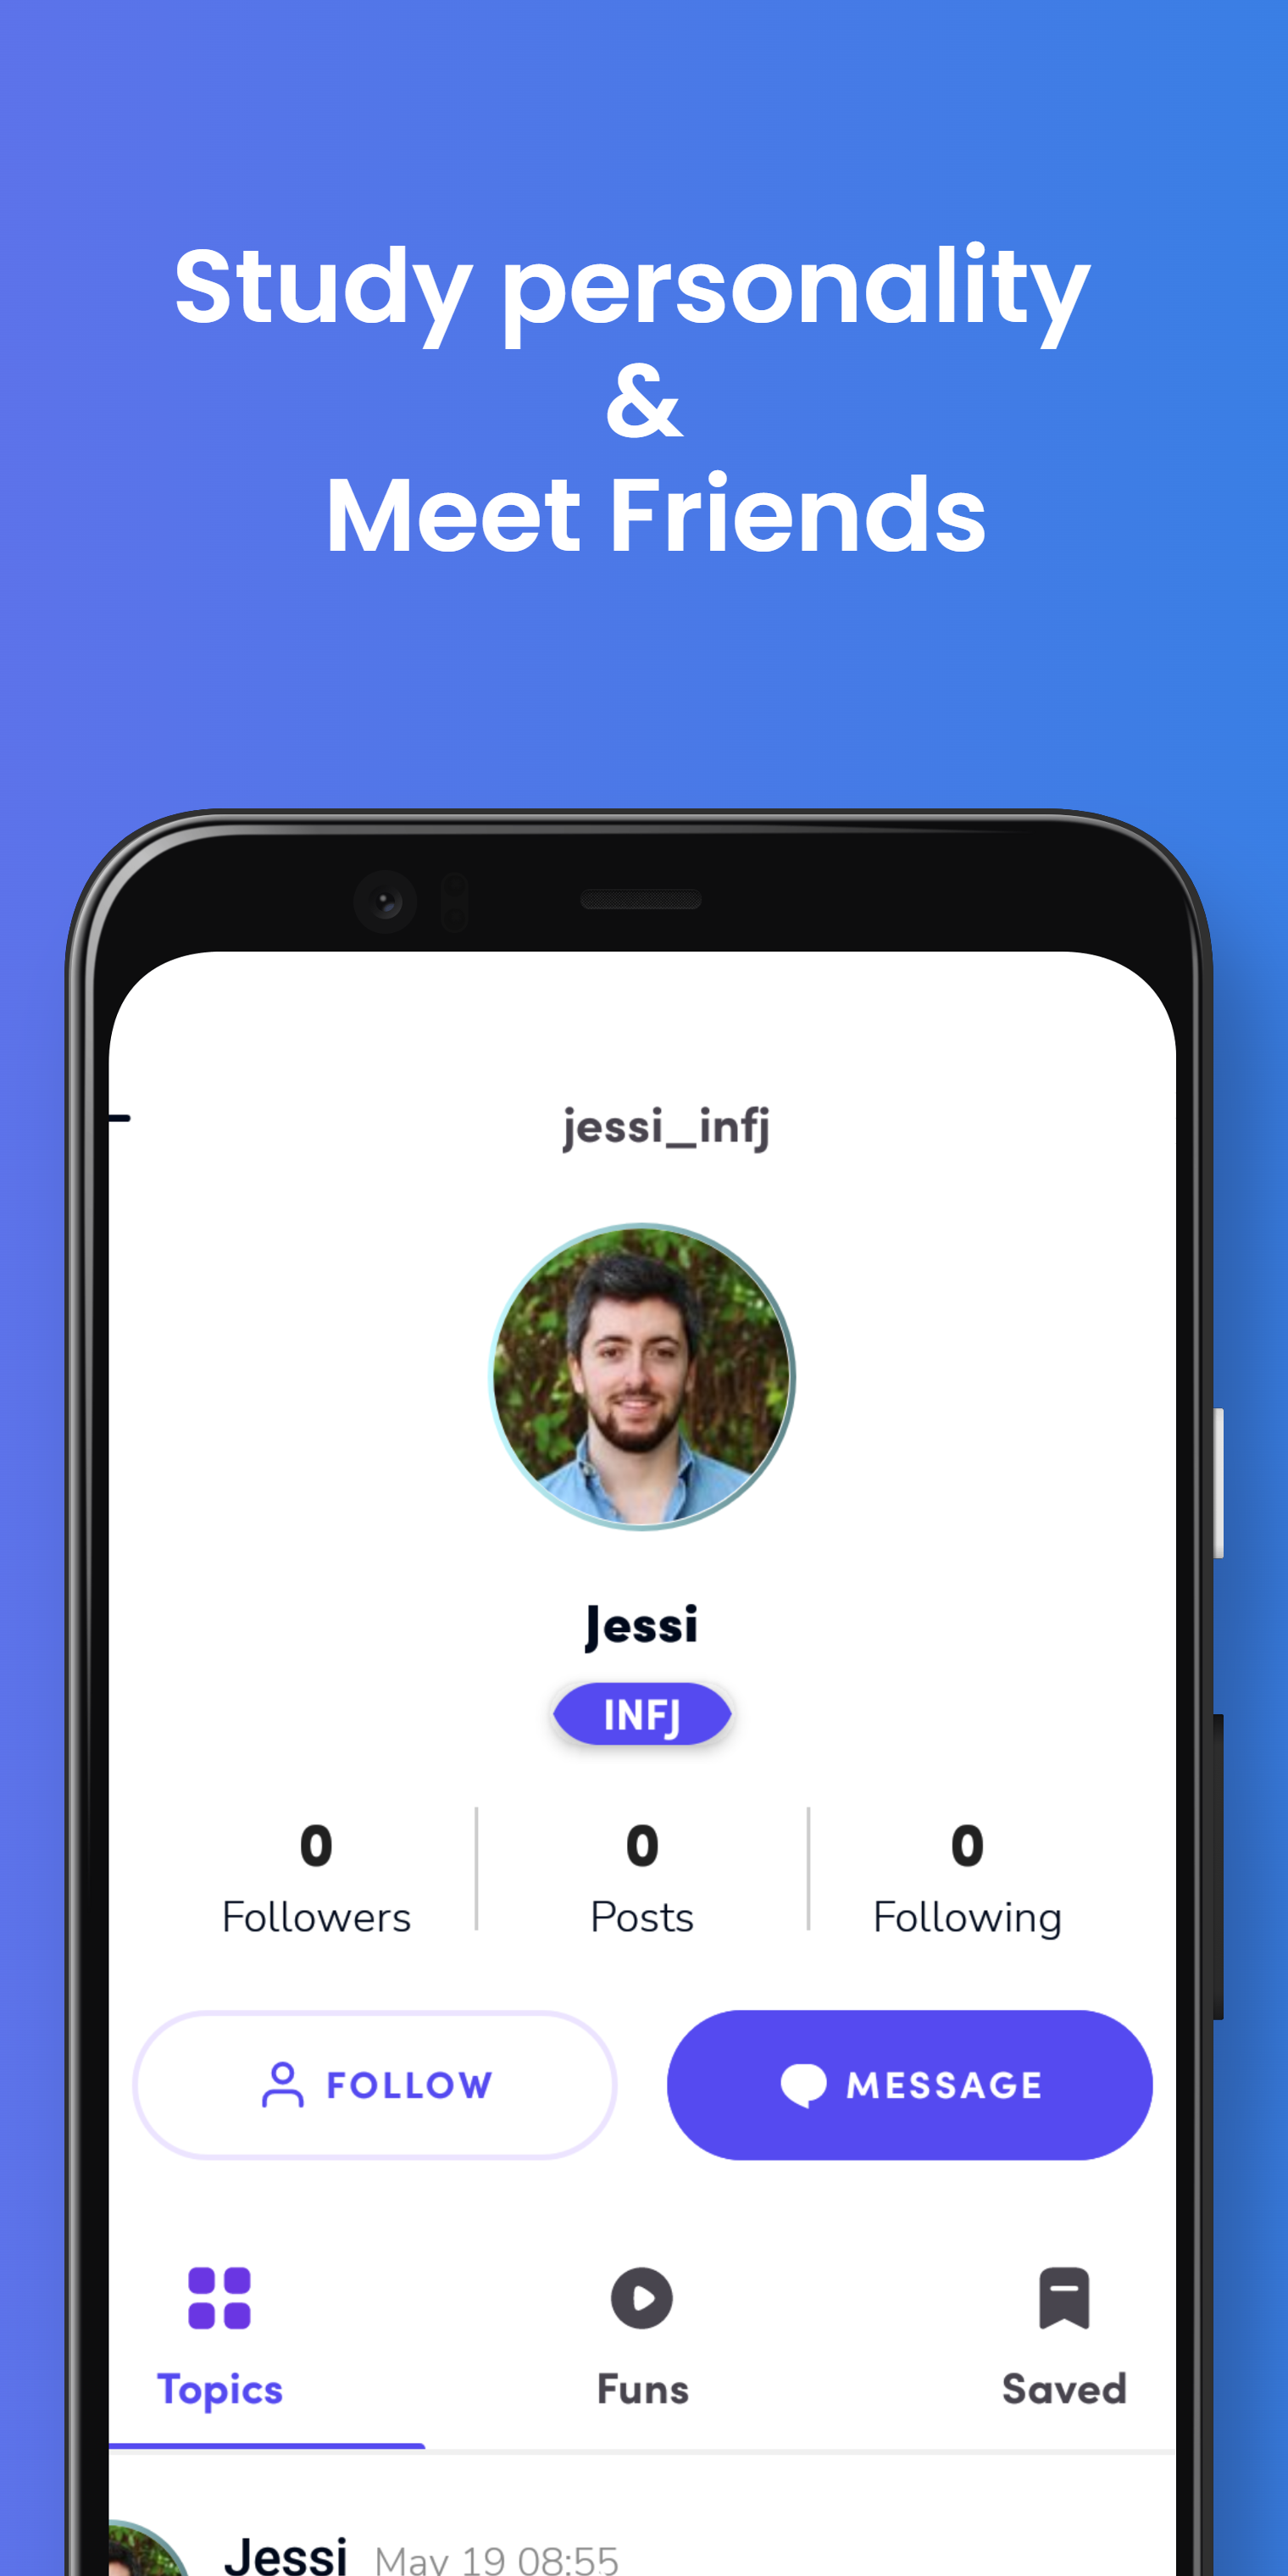 Study personality
&
Meet Friends
jessi_infj
Jessi
INFJ
0 0 0
Followers Posts Following
FOLLOW MESSAGE
Topics Funs Saved
Jessi May 19 08:55